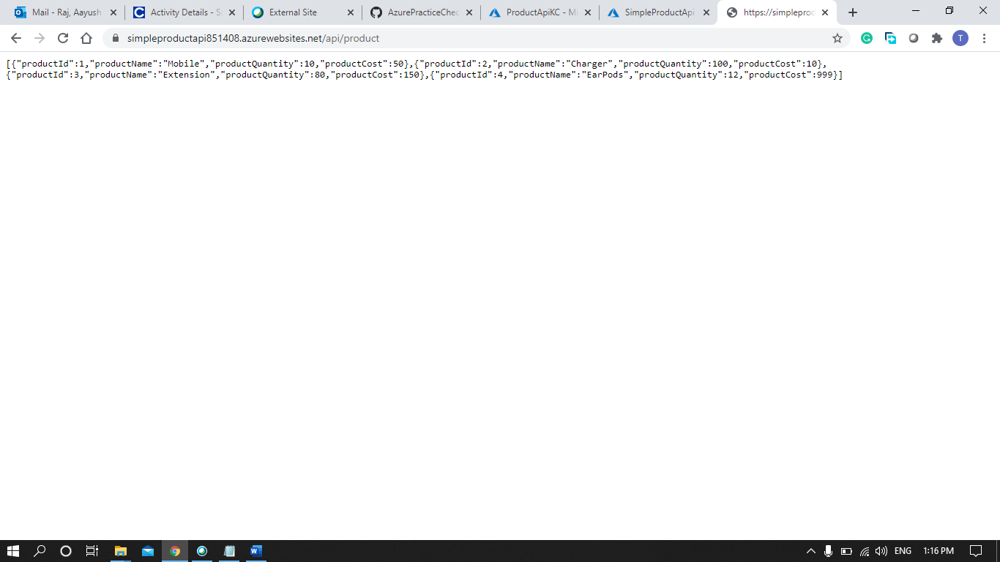 Mail - Raj, Aayush
Activity Details - S
External Site
AzurePracticeChec
ProductApiKC - Mi
SimpleProductApi
https://simpleprod
simpleproductapi851408.azurewebsites.net/api/product
T
[{"productId":1,"productName":"Mobile","productQuantity":10,"productCost":50},{"productId":2,"productName":"Charger","productQuantity":100,"productCost":10},
{"productId":3,"productName":"Extension","productQuantity":80,"productCost":150},{"productId":4,"productName":"EarPods","productQuantity":12,"productCost":999}]
ENG
1:16 PM